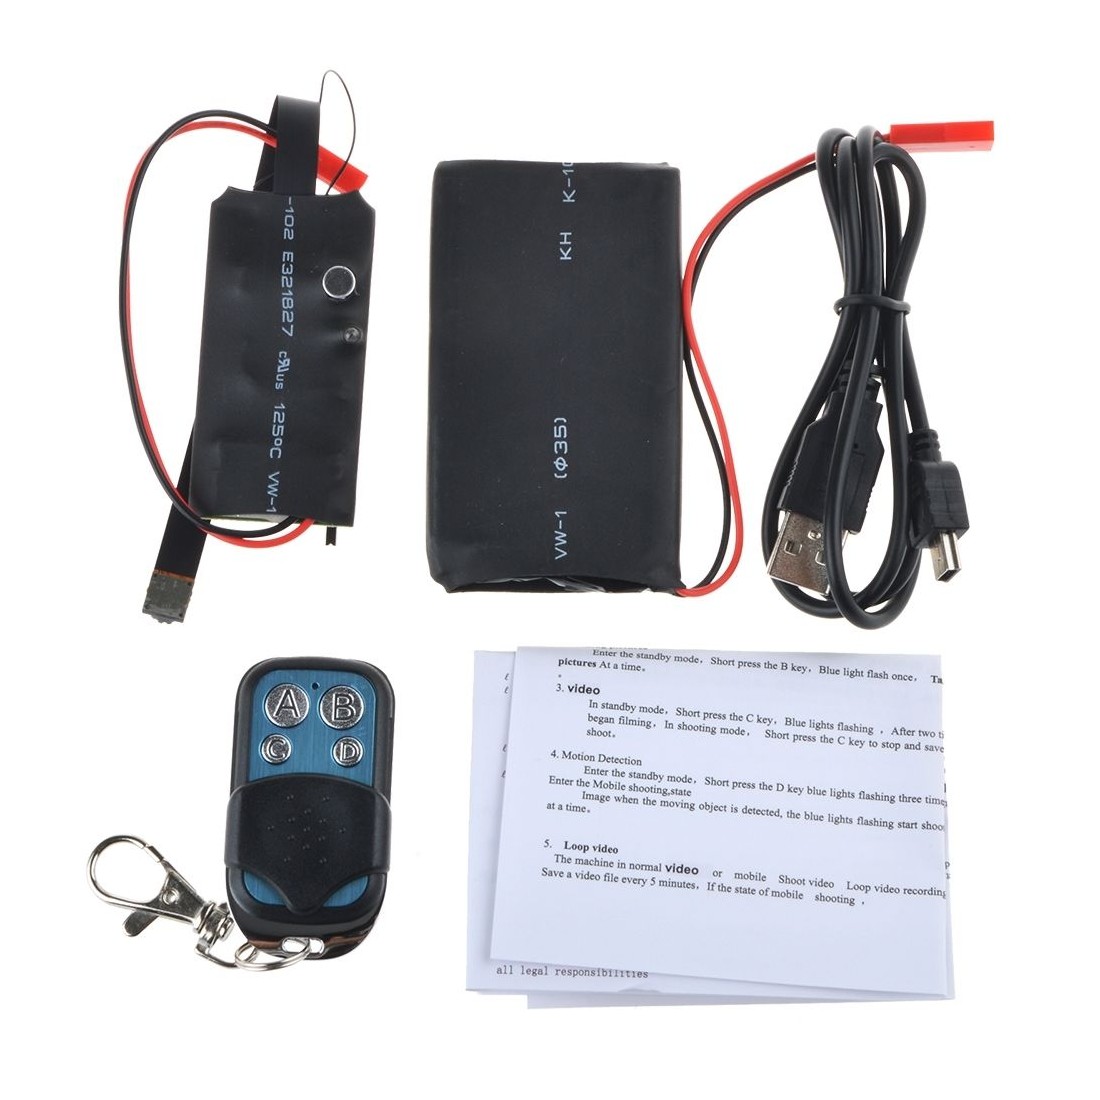 -102 E321827 cRUus 125ºC VW-1
KH K-10
VW-1 (Φ35)
A B
C D
Enter the standby mode，Short press the B key，Blue light flash once， Ta
pictures At a time。
3. video
In standby mode，Short press the C key，Blue lights flashing ，After two ti
began filming，In shooting mode， Short press the C key to stop and save
shoot。
4. Motion Detection
Enter the standby mode，Short press the D key blue lights flashing three time
Enter the Mobile shooting,state
Image when the moving object is detected, the blue lights flashing start shoo
at a time。
5. Loop video
The machine in normal video or mobile Shoot video Loop video recording
Save a video file every 5 minutes，If the state of mobile shooting，
all legal responsibilities